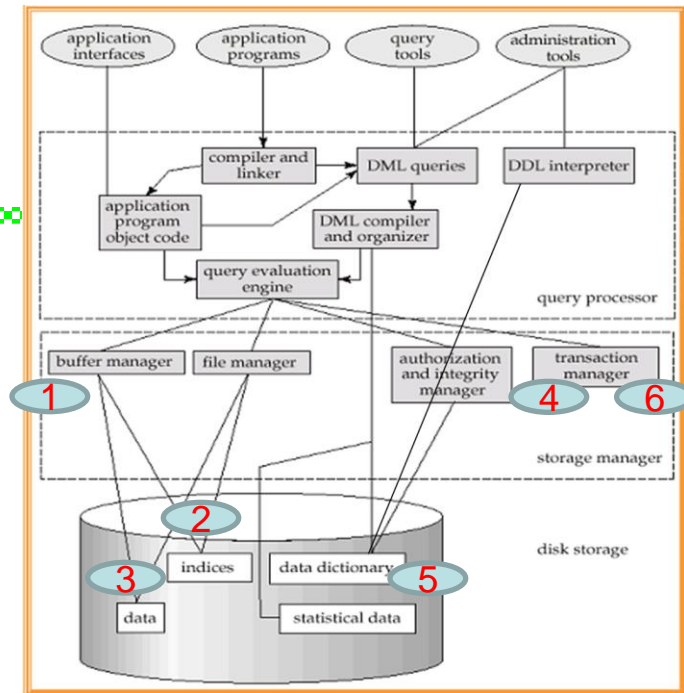 application
interfaces
application
programs
query
tools
administration
tools
compiler and
linker
DML queries
DDL interpreter
application
program
object code
DML compiler
and organizer
query evaluation
engine
query processor
buffer manager
file manager
authorization
and integrity
manager
transaction
manager
1
4
6
storage manager
2
indices
data dictionary
5
disk storage
3
data
statistical data